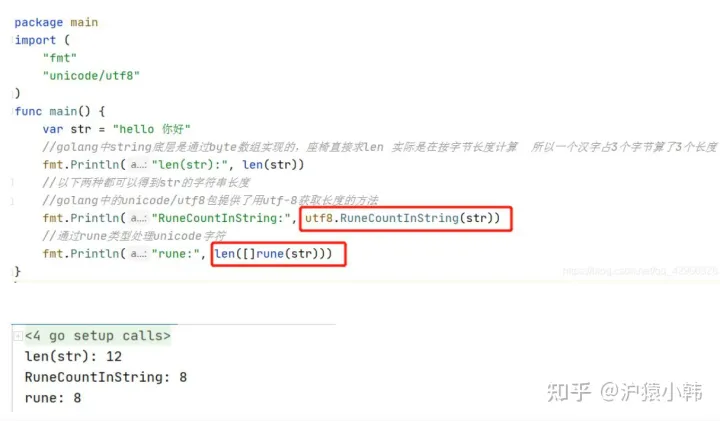 package main
import (
"fmt"
"unicode/utf8"
)
func main() {
var str = "hello 你好"
//golang中string底层是通过byte数组实现的，座椅直接求len 实际是在按字节长度计算 所以一个汉字占3个字节算了3个长度
fmt.Println( a...: "len(str):", len(str))
//以下两种都可以得到str的字符串长度
//golang中的unicode/utf8包提供了用utf-8获取长度的方法
fmt.Println( a...: "RuneCountInString:", utf8.RuneCountInString(str))
//通过rune类型处理unicode字符
fmt.Println( a...: "rune:", len([]rune(str)))
}
<4 go setup calls>
len(str): 12
RuneCountInString: 8
rune: 8
知乎 @沪猿小韩